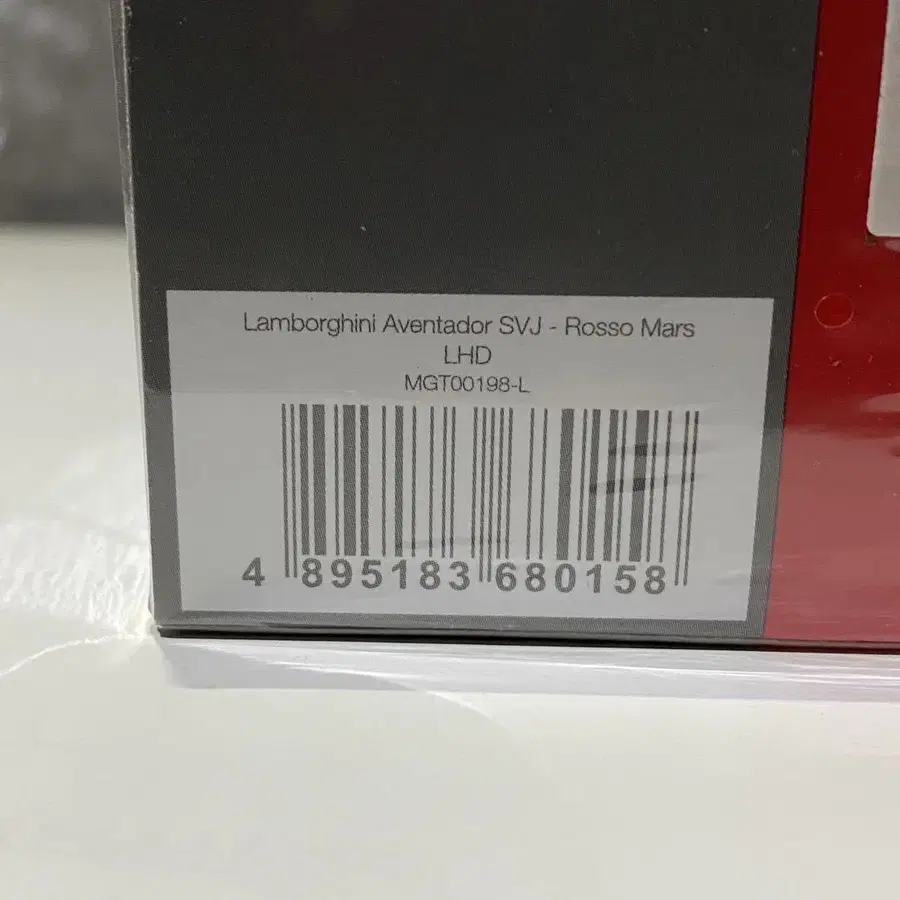 Lamborghini Aventador SVJ - Rosso Mars
LHD
MGT00198-L
4 895183 680158